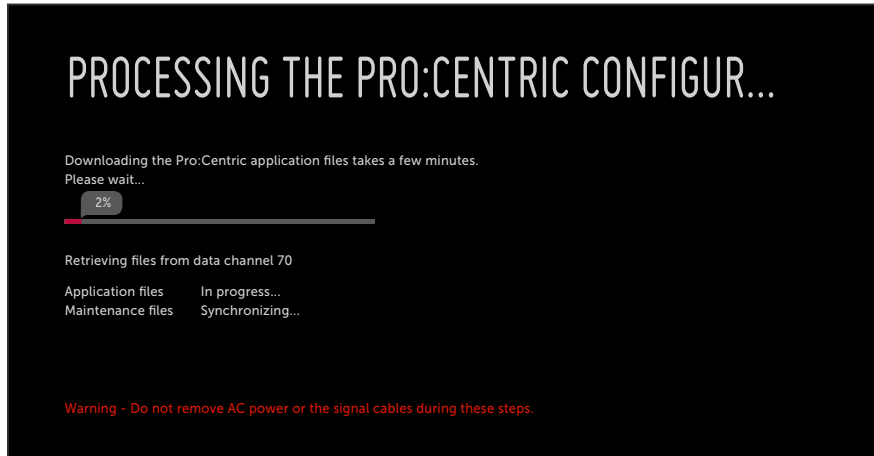 PROCESSING THE PRO:CENTRIC CONFIGUR...
Downloading the Pro:Centric application files takes a few minutes.
Please wait...
2%
Retrieving files from data channel 70
Application files In progress...
Maintenance files Synchronizing...
Warning - Do not remove AC power or the signal cables during these steps.